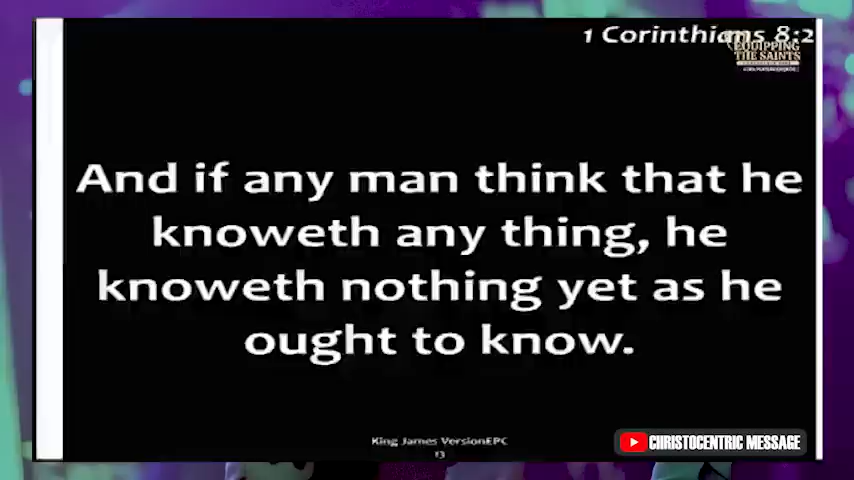 1 Corinthians 8:2
EQUIPPING
THE SAINTS
And if any man think that he
knoweth any thing, he
knoweth nothing yet as he
ought to know.
King James VersionEPC
13
CHRISTOCENTRIC MESSAGE